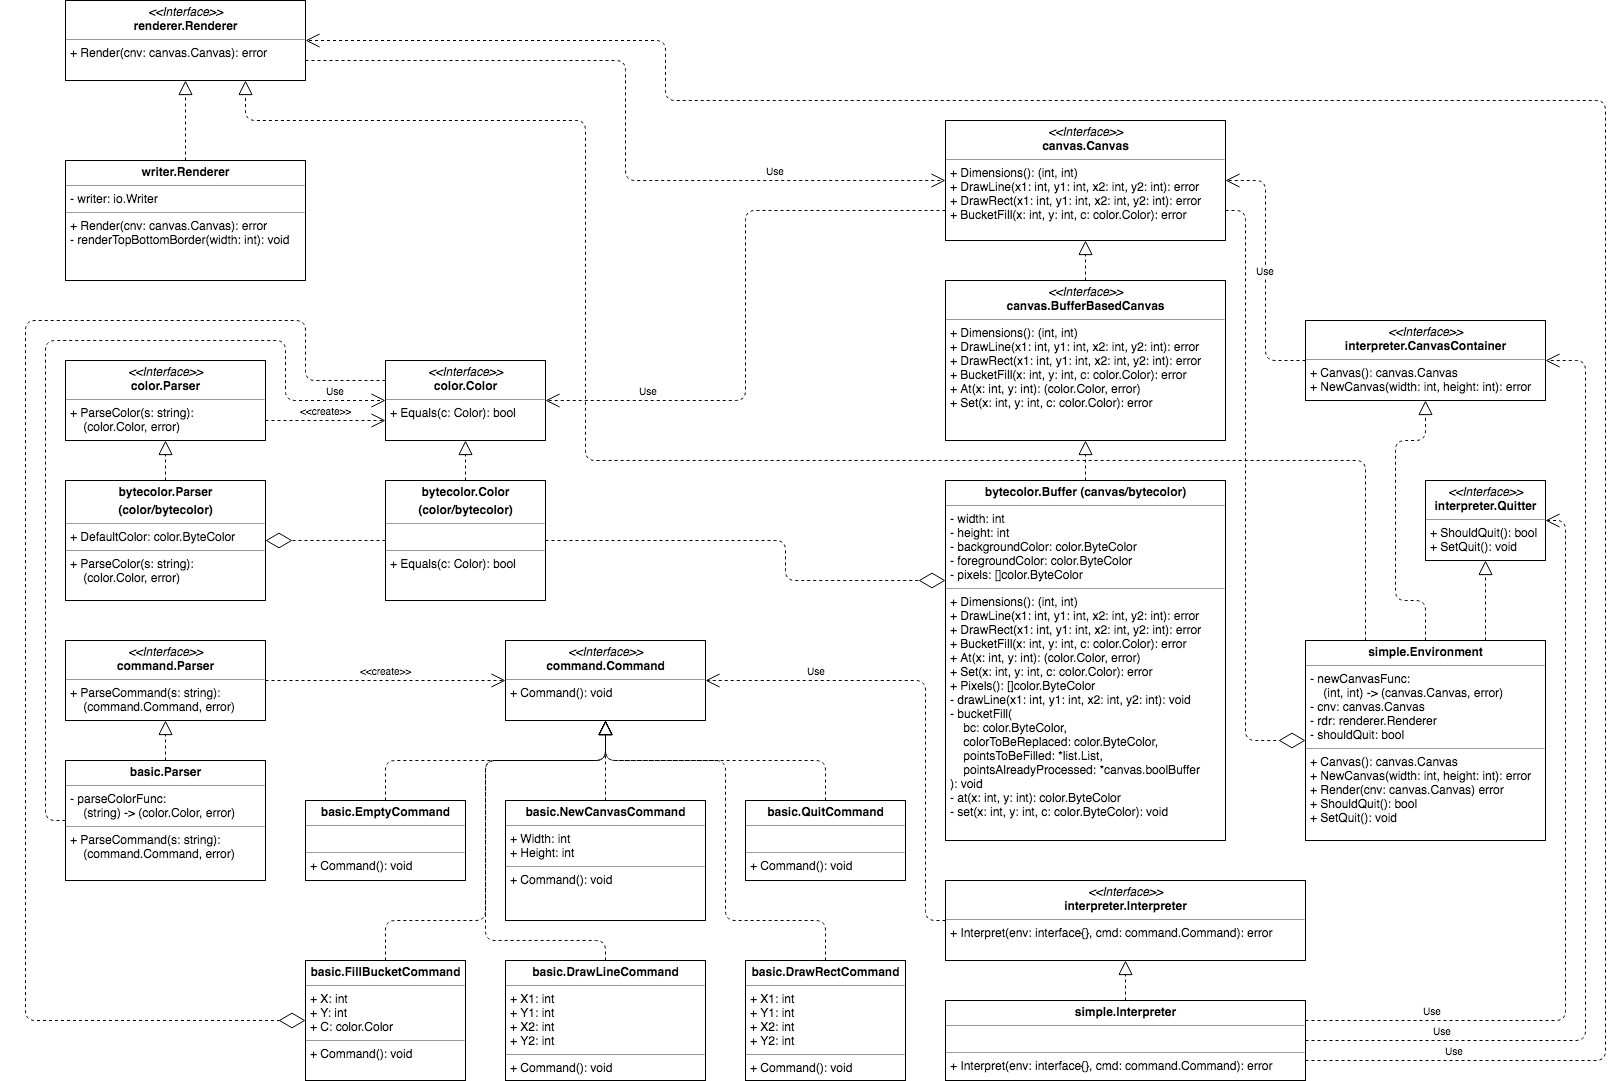 <<Interface>>
renderer.Renderer
+ Render(cnv: canvas.Canvas): error
writer.Renderer
- writer: io.Writer
+ Render(cnv: canvas.Canvas): error
- renderTopBottomBorder(width: int): void
Use
<<Interface>>
canvas.Canvas
+ Dimensions(): (int, int)
+ DrawLine(x1: int, y1: int, x2: int, y2: int): error
+ DrawRect(x1: int, y1: int, x2: int, y2: int): error
+ BucketFill(x: int, y: int, c: color.Color): error
Use
<<Interface>>
canvas.BufferBasedCanvas
+ Dimensions(): (int, int)
+ DrawLine(x1: int, y1: int, x2: int, y2: int): error
+ DrawRect(x1: int, y1: int, x2: int, y2: int): error
+ BucketFill(x: int, y: int, c: color.Color): error
+ At(x: int, y: int): (color.Color, error)
+ Set(x: int, y: int, c: color.Color): error
<<Interface>>
interpreter.CanvasContainer
+ Canvas(): canvas.Canvas
+ NewCanvas(width: int, height: int): error
<<Interface>>
color.Parser
+ ParseColor(s: string):
(color.Color, error)
Use
<<create>>
<<Interface>>
color.Color
+ Equals(c: Color): bool
Use
bytecolor.Parser
(color/bytecolor)
+ DefaultColor: color.ByteColor
+ ParseColor(s: string):
(color.Color, error)
bytecolor.Color
(color/bytecolor)
+ Equals(c: Color): bool
bytecolor.Buffer (canvas/bytecolor)
- width: int
- height: int
- backgroundColor: color.ByteColor
- foregroundColor: color.ByteColor
- pixels: []color.ByteColor
+ Dimensions(): (int, int)
+ DrawLine(x1: int, y1: int, x2: int, y2: int): error
+ DrawRect(x1: int, y1: int, x2: int, y2: int): error
+ BucketFill(x: int, y: int, c: color.Color): error
+ At(x: int, y: int): (color.Color, error)
+ Set(x: int, y: int, c: color.Color): error
+ Pixels(): []color.ByteColor
- drawLine(x1: int, y1: int, x2: int, y2: int): void
- bucketFill(
bc: color.ByteColor,
colorToBeReplaced: color.ByteColor,
pointsToBeFilled: *list.List,
pointsAlreadyProcessed: *canvas.boolBuffer
): void
- at(x: int, y: int): color.ByteColor
- set(x: int, y: int, c: color.ByteColor): void
<<Interface>>
interpreter.Quitter
+ ShouldQuit(): bool
+ SetQuit(): void
simple.Environment
- newCanvasFunc:
(int, int) -> (canvas.Canvas, error)
- cnv: canvas.Canvas
- rdr: renderer.Renderer
- shouldQuit: bool
+ Canvas(): canvas.Canvas
+ NewCanvas(width: int, height: int): error
+ Render(cnv: canvas.Canvas) error
+ ShouldQuit(): bool
+ SetQuit(): void
<<Interface>>
command.Parser
+ ParseCommand(s: string):
(command.Command, error)
<<create>>
<<Interface>>
command.Command
+ Command(): void
Use
basic.Parser
- parseColorFunc:
(string) -> (color.Color, error)
+ ParseCommand(s: string):
(command.Command, error)
basic.EmptyCommand
+ Command(): void
basic.NewCanvasCommand
+ Width: int
+ Height: int
+ Command(): void
basic.QuitCommand
+ Command(): void
<<Interface>>
interpreter.Interpreter
+ Interpret(env: interface{}, cmd: command.Command): error
basic.FillBucketCommand
+ X: int
+ Y: int
+ C: color.Color
+ Command(): void
basic.DrawLineCommand
+ X1: int
+ Y1: int
+ X2: int
+ Y2: int
+ Command(): void
basic.DrawRectCommand
+ X1: int
+ Y1: int
+ X2: int
+ Y2: int
+ Command(): void
simple.Interpreter
+ Interpret(env: interface{}, cmd: command.Command): error
Use
Use
Use